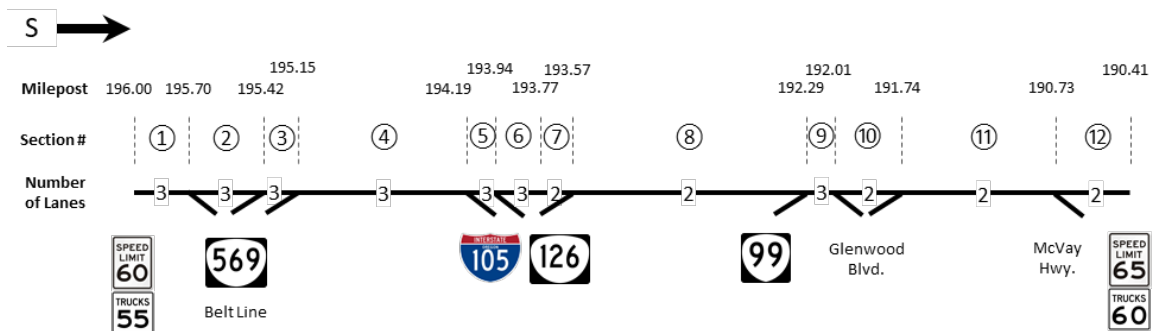 S
195.15 193.94 193.57 192.01 190.41
Milepost 196.00 195.70 195.42 194.19 193.77 192.29 191.74 190.73
Section # 1 2 3 4 5 6 7 8 9 10 11 12
Number
of Lanes
3 3 3 3 3 3 2 2 3 2 2 2
SPEED
LIMIT
60
TRUCKS
55
569
Belt Line
INTERSTATE
OREGON
105
126
99
Glenwood
Blvd.
McVay
Hwy.
SPEED
LIMIT
65
TRUCKS
60